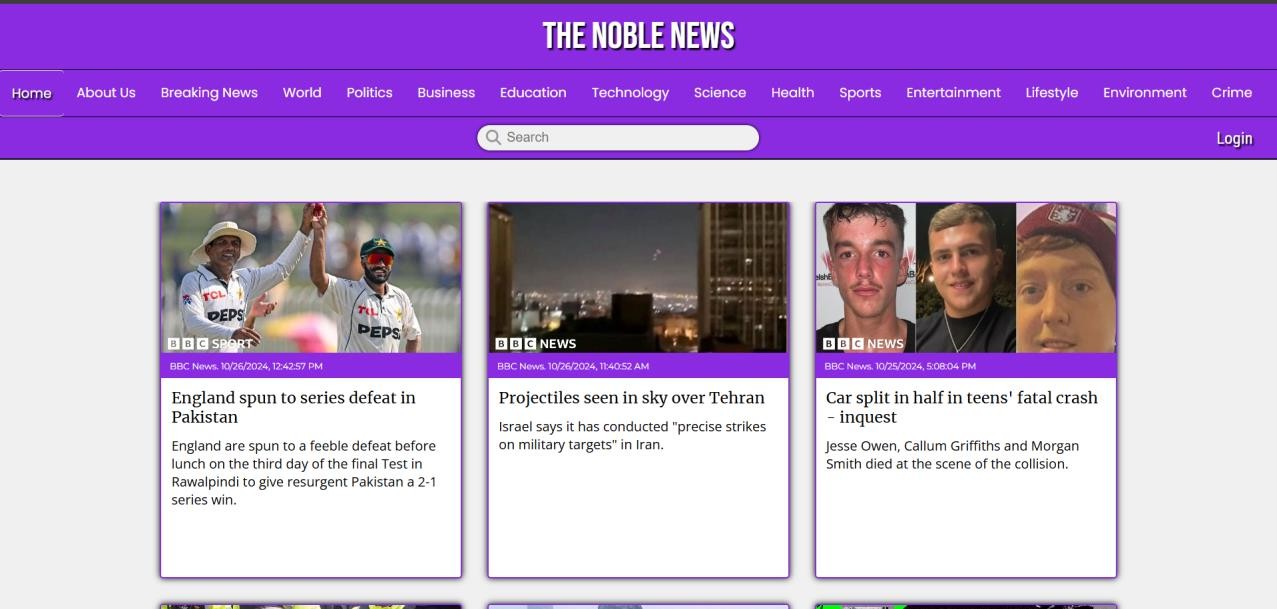 THE NOBLE NEWS
Home About Us Breaking News World Politics Business Education Technology Science Health Sports Entertainment Lifestyle Environment Crime
Search
Login
TCL
PEPS
TCL
PEPS
BBC SPORT
BBC NEWS
BBC NEWS
BBC News. 10/26/2024, 12:42:57 PM
BBC News. 10/26/2024, 11:40:52 AM
BBC News. 10/25/2024, 5:08:04 PM
England spun to series defeat in
Pakistan
England are spun to a feeble defeat before
lunch on the third day of the final Test in
Rawalpindi to give resurgent Pakistan a 2-1
series win.
Projectiles seen in sky over Tehran
Israel says it has conducted "precise strikes
on military targets" in Iran.
Car split in half in teens' fatal crash
- inquest
Jesse Owen, Callum Griffiths and Morgan
Smith died at the scene of the collision.